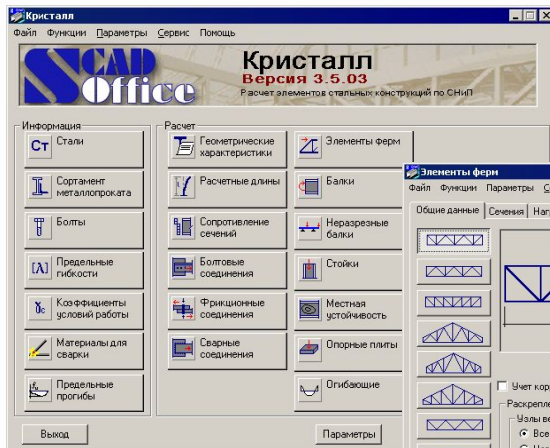 Кристалл
Файл Функции Параметры Сервис Помощь
SCAD
Office
Кристалл
Версия 3.5.03
Расчет элементов стальных конструкций по СНиП
Информация
Ст Стали
Сортамент
металлопроката
Болты
[λ] Предельные
гибкости
γc Коэффициенты
условий работы
Материалы для
сварки
Предельные
прогибы
Выход
Расчет
Геометрические
характеристики
Расчетные длины
Сопротивление
сечений
Болтовые
соединения
Фрикционные
соединения
Сварные
соединения
Элементы ферм
Балки
Неразрезные
балки
Стойки
Местная
устойчивость
Опорные плиты
Огибающие
Параметры
Элементы ферм
Файл Функции Параметры
Общие данные Сечения
Учет
Узлы
Все